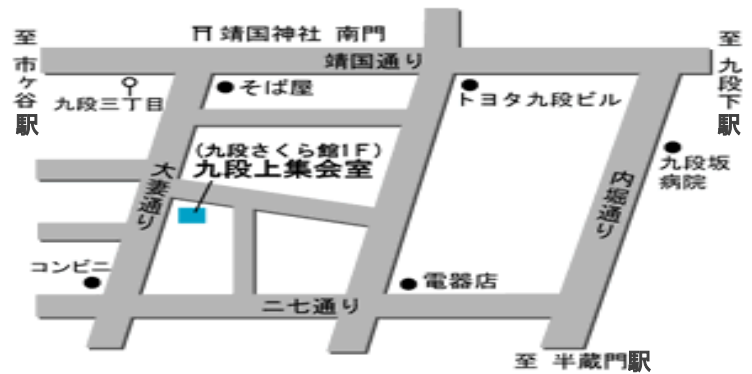 至 市ヶ谷駅
靖国神社 南門
至 九段下駅
靖国通り
九段三丁目
そば屋
トヨタ九段ビル
(九段さくら館1F)
九段上集会室
大妻通り
九段坂
病院
内堀通り
コンビニ
電器店
二七通り
至 半蔵門駅